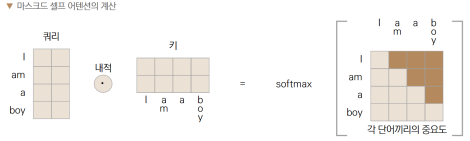 ▼ 마스크드 셀프 어텐션의 계산
쿼리
I
am
a
boy
내적
키
I am a boy
=
softmax
I am a boy
I
am
a
boy
각 단어끼리의 중요도